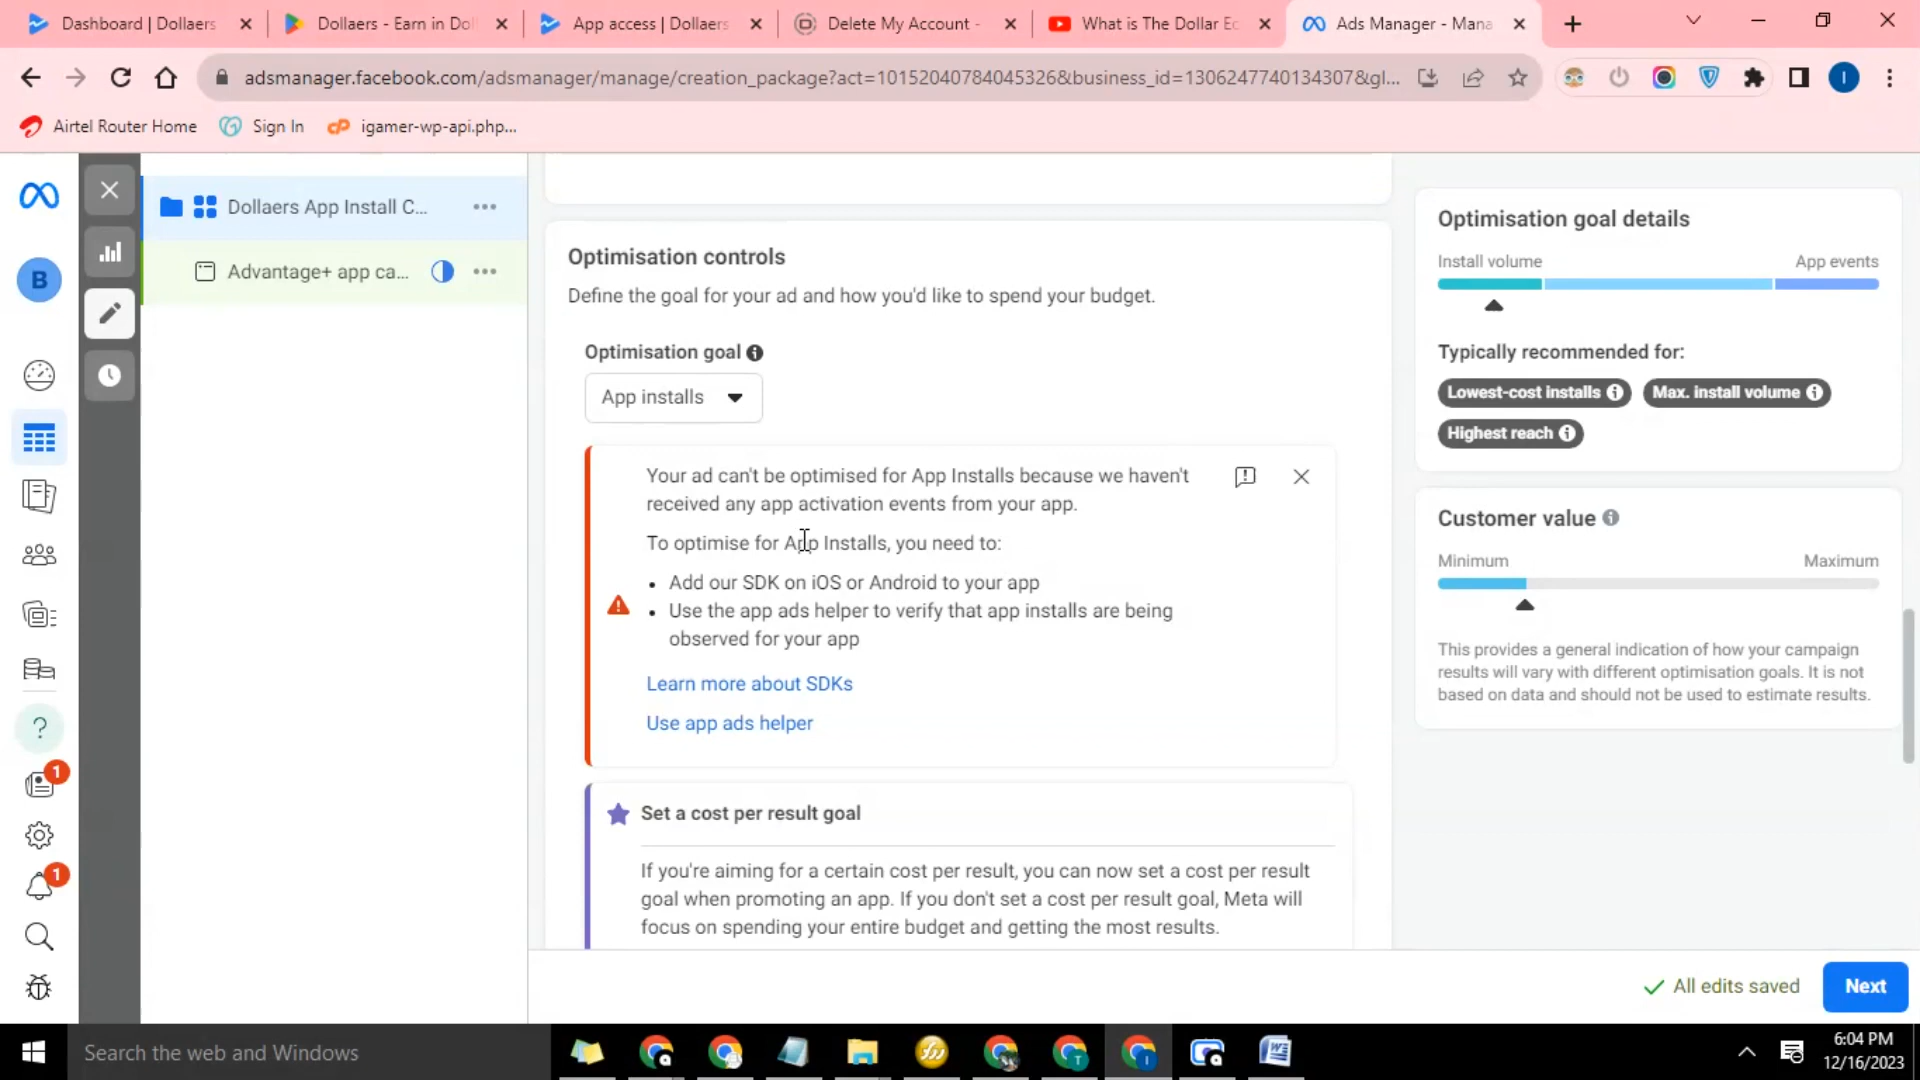 Dashboard | Dollaers
Dollaers - Earn in Dol
App access | Dollaers
Delete My Account -
What is The Dollar Ec
Ads Manager - Mana
adsmanager.facebook.com/adsmanager/manage/creation_package?act=10152040784045326&business_id=1306247740134307&gl...
I
Airtel Router Home
Sign In
igamer-wp-api.php...
B
?
1
1
Dollaers App Install C...
Advantage+ app ca...
Optimisation controls
Define the goal for your ad and how you'd like to spend your budget.
Optimisation goal
App installs
Your ad can't be optimised for App Installs because we haven't
received any app activation events from your app.
To optimise for App Installs, you need to:
• Add our SDK on iOS or Android to your app
• Use the app ads helper to verify that app installs are being
observed for your app
Learn more about SDKs
Use app ads helper
Set a cost per result goal
If you're aiming for a certain cost per result, you can now set a cost per result
goal when promoting an app. If you don't set a cost per result goal, Meta will
focus on spending your entire budget and getting the most results.
Optimisation goal details
Install volume App events
Typically recommended for:
Lowest-cost installs Max. install volume
Highest reach
Customer value
Minimum Maximum
This provides a general indication of how your campaign
results will vary with different optimisation goals. It is not
based on data and should not be used to estimate results.
All edits saved
Next
Search the web and Windows
6:04 PM
12/16/2023